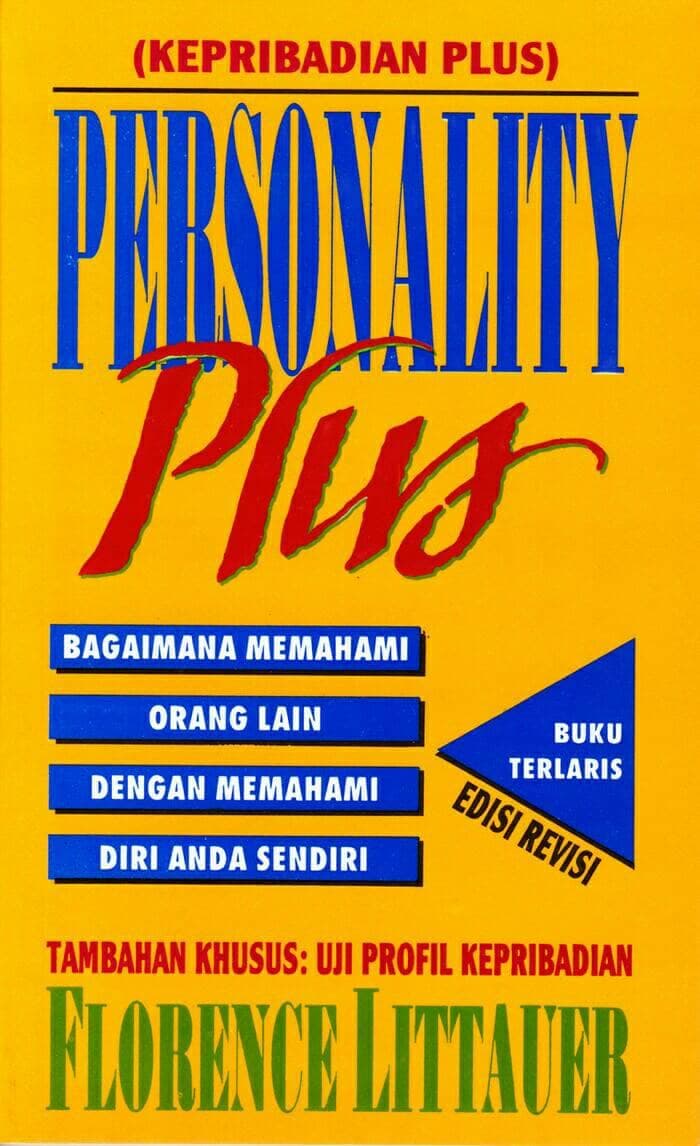 (KEPRIBADIAN PLUS)
PERSONALITY
Plus
BAGAIMANA MEMAHAMI
ORANG LAIN
DENGAN MEMAHAMI
DIRI ANDA SENDIRI
BUKU
TERLARIS
EDISI REVISI
TAMBAHAN KHUSUS: UJI PROFIL KEPRIBADIAN
FLORENCE LITTAUER